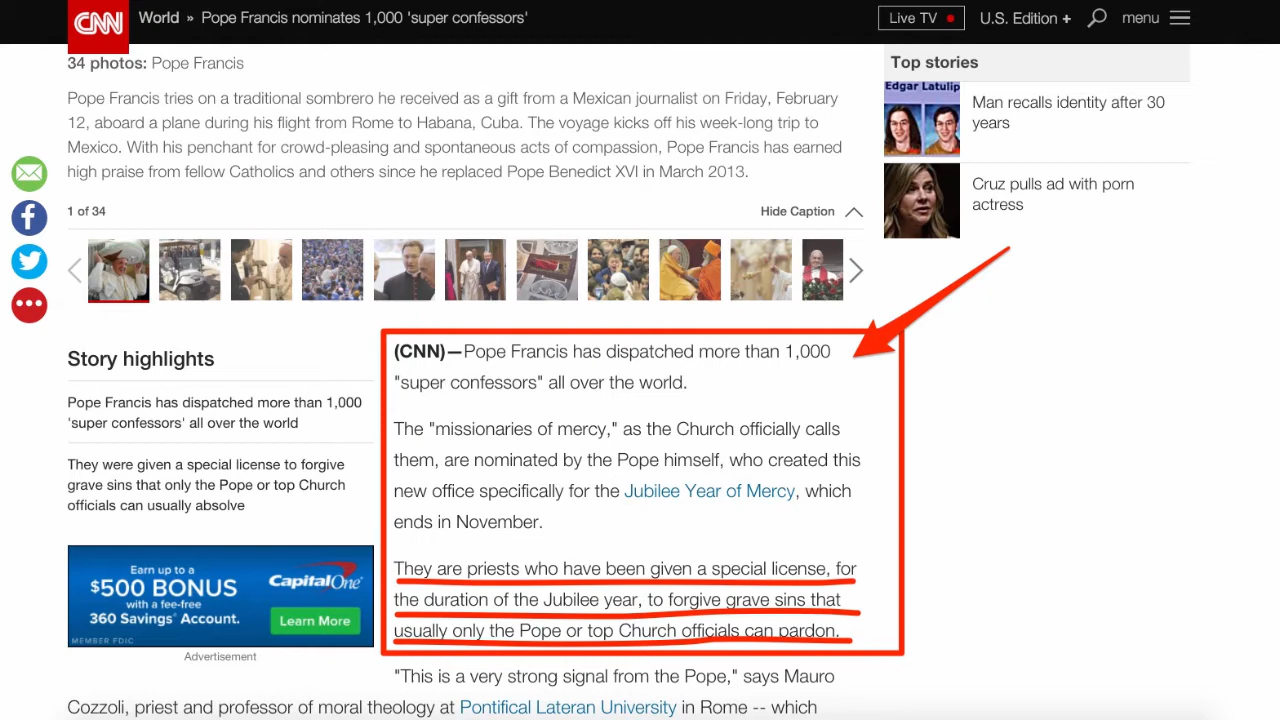 CNN
World » Pope Francis nominates 1,000 'super confessors'
Live TV
U.S. Edition +
menu
34 photos: Pope Francis
Pope Francis tries on a traditional sombrero he received as a gift from a Mexican journalist on Friday, February
12, aboard a plane during his flight from Rome to Habana, Cuba. The voyage kicks off his week-long trip to
Mexico. With his penchant for crowd-pleasing and spontaneous acts of compassion, Pope Francis has earned
high praise from fellow Catholics and others since he replaced Pope Benedict XVI in March 2013.
1 of 34
Hide Caption
Top stories
Edgar Latulip
Man recalls identity after 30
years
Cruz pulls ad with porn
actress
Story highlights
Pope Francis has dispatched more than 1,000
'super confessors' all over the world
They were given a special license to forgive
grave sins that only the Pope or top Church
officials can usually absolve
Earn up to a
$500 BONUS
with a fee-free
360 Savings® Account.
MEMBER FDIC
CapitalOne®
Learn More
Advertisement
(CNN)—Pope Francis has dispatched more than 1,000
"super confessors" all over the world.
The "missionaries of mercy," as the Church officially calls
them, are nominated by the Pope himself, who created this
new office specifically for the Jubilee Year of Mercy, which
ends in November.
They are priests who have been given a special license, for
the duration of the Jubilee year, to forgive grave sins that
usually only the Pope or top Church officials can pardon.
"This is a very strong signal from the Pope," says Mauro
Cozzoli, priest and professor of moral theology at Pontifical Lateran University in Rome -- which